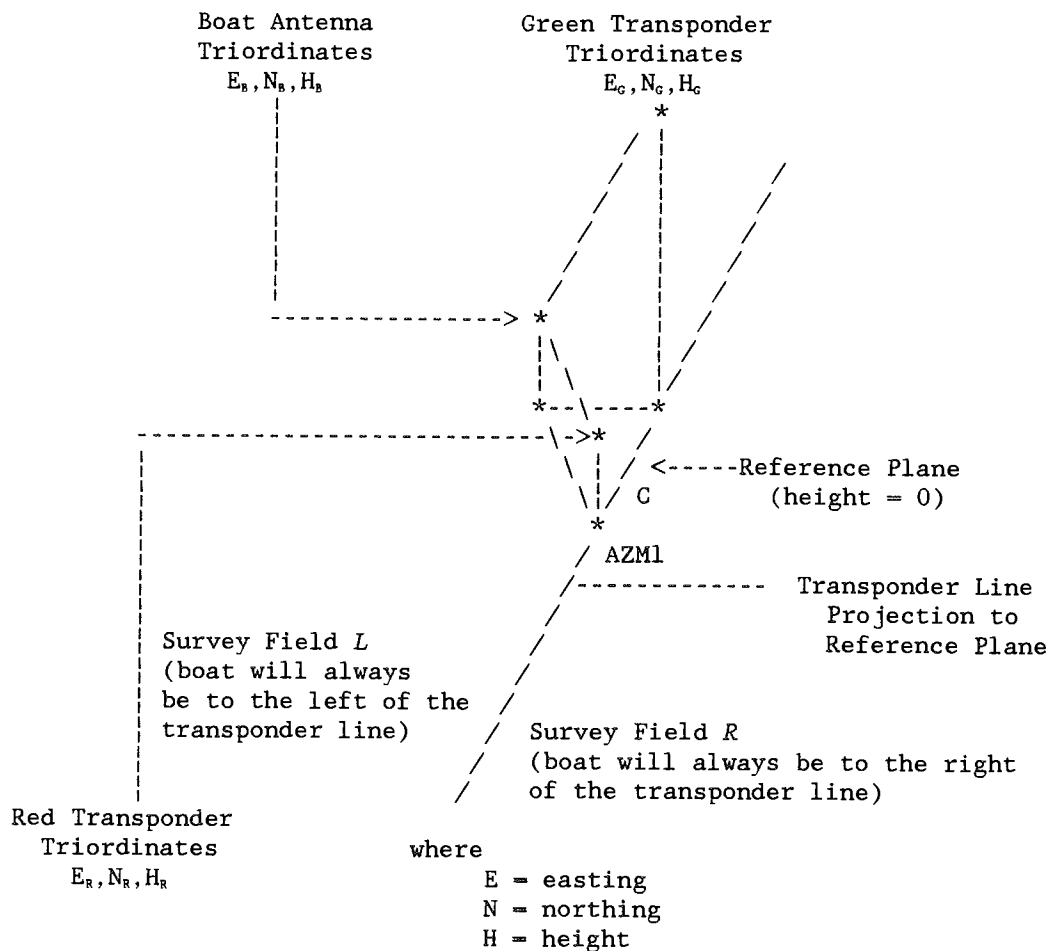 Boat Antenna
Triordinates
E_B,N_B,H_B
Green Transponder
Triordinates
E_G,N_G,H_G
Reference Plane
(height = 0)
C
AZM1
Transponder Line
Projection to
Reference Plane
Survey Field L
(boat will always
be to the left of the
transponder line)
Survey Field R
(boat will always be to the right
of the transponder line)
Red Transponder
Triordinates
E_R,N_R,H_R
where
E = easting
N = northing
H = height